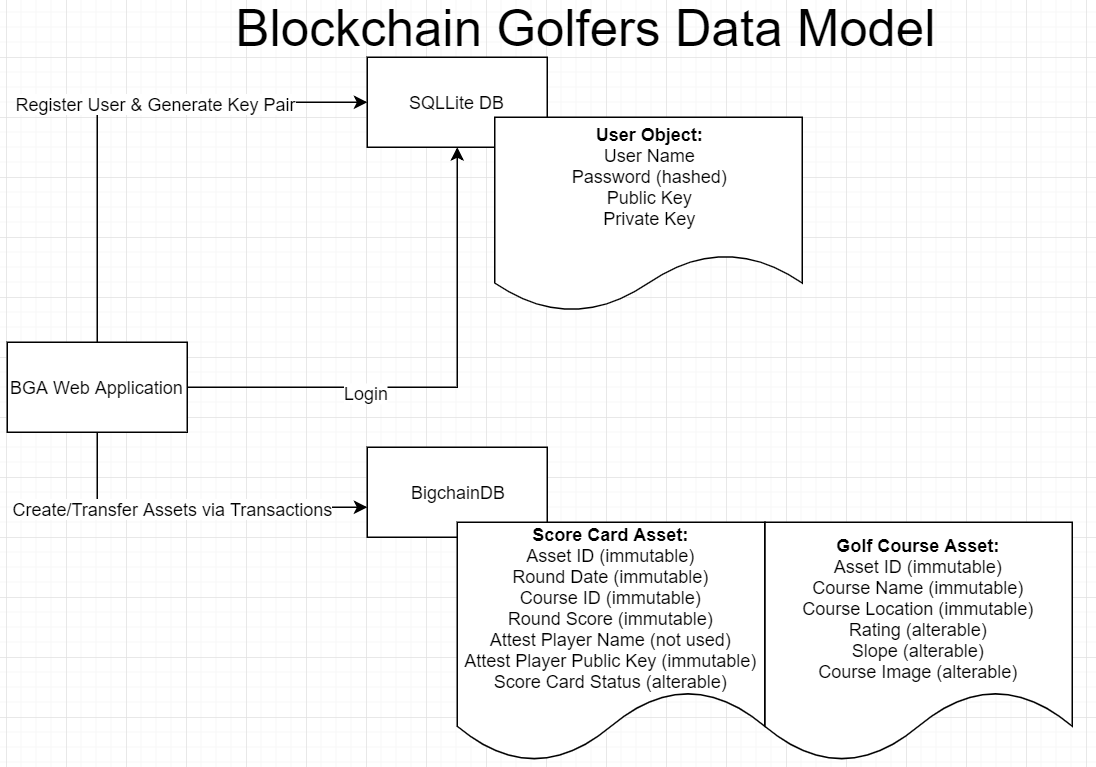 Blockchain Golfers Data Model
Register User & Generate Key Pair
SQLLite DB
User Object:
User Name
Password (hashed)
Public Key
Private Key
BGA Web Application
Login
BigchainDB
Create/Transfer Assets via Transactions
Score Card Asset:
Asset ID (immutable)
Round Date (immutable)
Course ID (immutable)
Round Score (immutable)
Attest Player Name (not used)
Attest Player Public Key (immutable)
Score Card Status (alterable)
Golf Course Asset:
Asset ID (immutable)
Course Name (immutable)
Course Location (immutable)
Rating (alterable)
Slope (alterable)
Course Image (alterable)